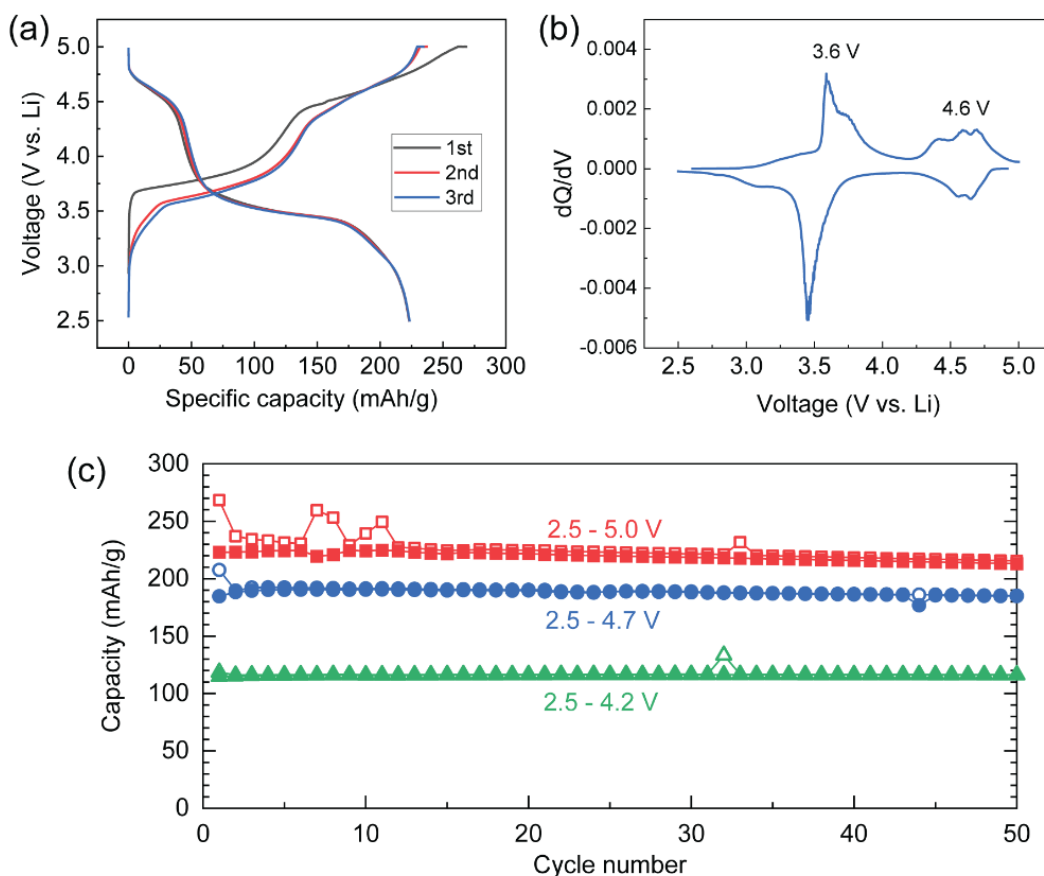 (a)
5.0
4.5
4.0
3.5
3.0
2.5
Voltage (V vs. Li)
1st
2nd
3rd
0 50 100 150 200 250 300
Specific capacity (mAh/g)
(b)
0.004
0.002
0.000
-0.002
-0.004
-0.006
dQ/dV
3.6 V
4.6 V
2.5 3.0 3.5 4.0 4.5 5.0
Voltage (V vs. Li)
(c)
300
250
200
150
100
50
0
Capacity (mAh/g)
2.5 - 5.0 V
2.5 - 4.7 V
2.5 - 4.2 V
0 10 20 30 40 50
Cycle number